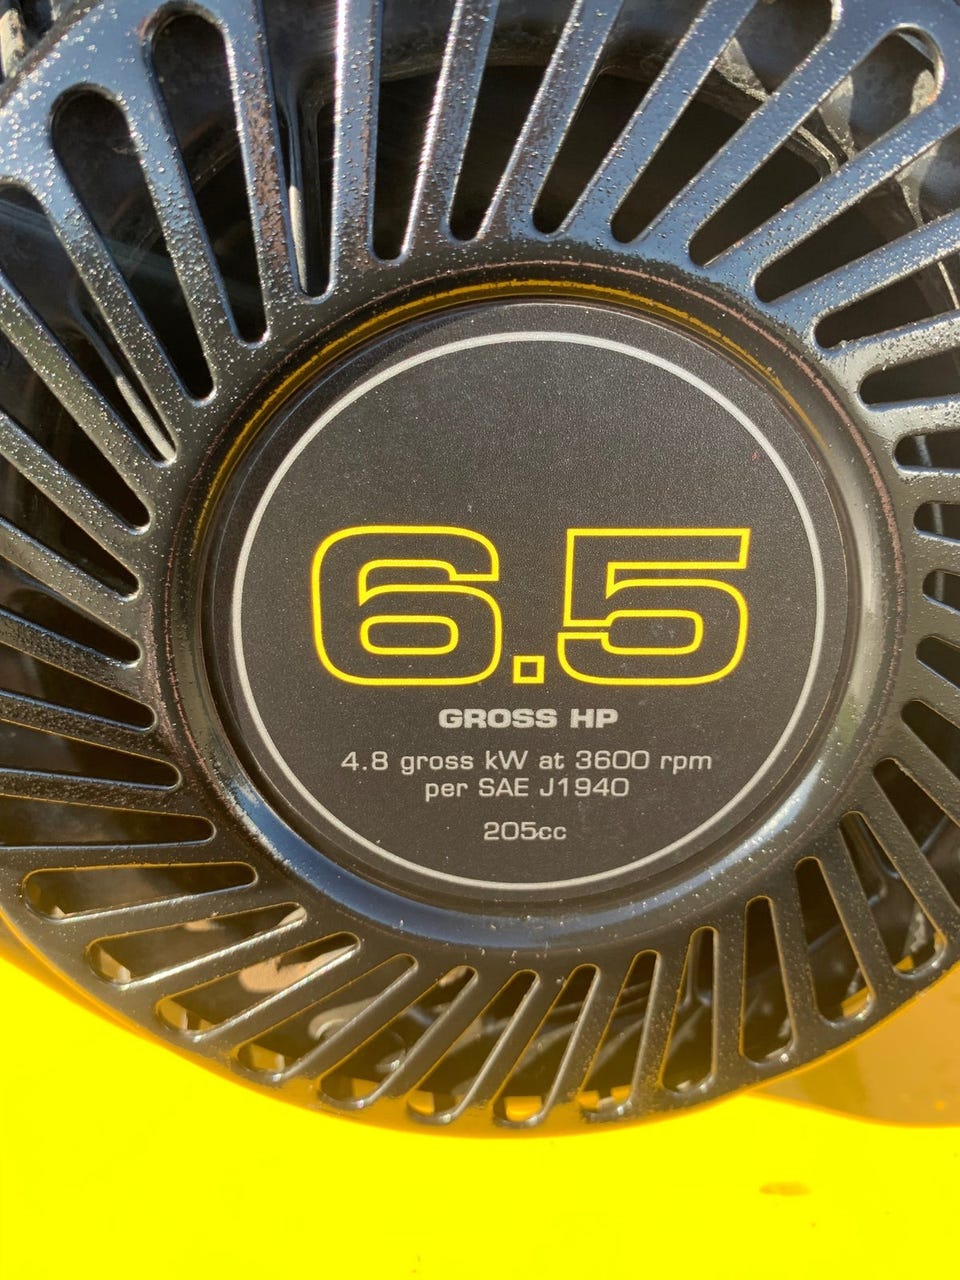 6.5
GROSS HP
4.8 gross kW at 3600 rpm
per SAE J1940
205cc